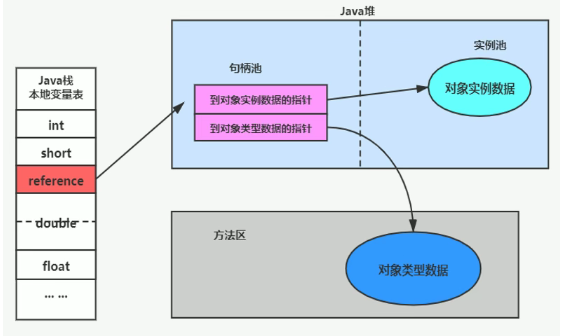 Java堆
实例池
句柄池
Java栈
本地变量表
到对象实例数据的指针
对象实例数据
到对象类型数据的指针
int
short
reference
double
float
... ...
方法区
对象类型数据